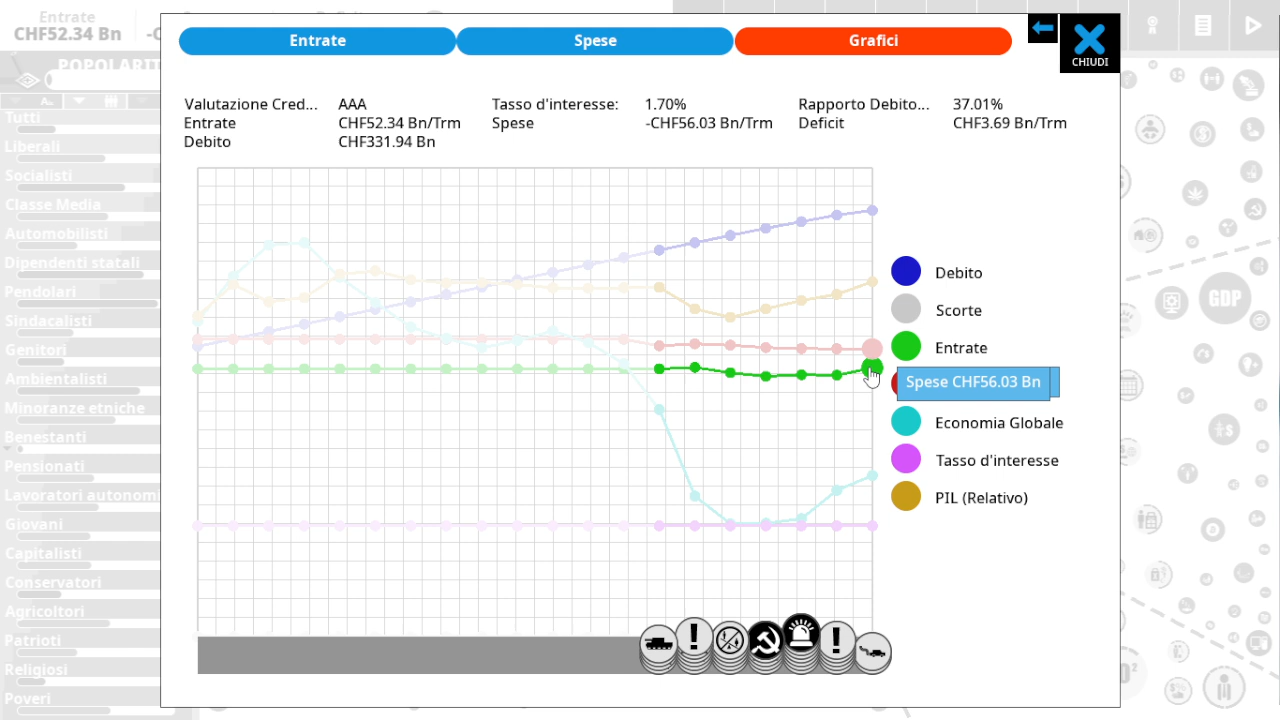 Entrate
CHF52.34 Bn
-C
Entrate
Spese
Grafici
CHIUDI
POPOLARIT
Valutazione Cred...
AAA
Tasso d'interesse:
1.70%
Rapporto Debito...
37.01%
Entrate
CHF52.34 Bn/Trm
Spese
-CHF56.03 Bn/Trm
Deficit
CHF3.69 Bn/Trm
Debito
CHF331.94 Bn
Tutti
Liberali
Socialisti
Classe Media
Automobilisti
Dipendenti statali
Pendolari
Sindacalisti
Genitori
Ambientalisti
Minoranze etniche
Benestanti
Pensionati
Lavoratori autonomi
Giovani
Capitalisti
Conservatori
Agricoltori
Patrioti
Religiosi
Poveri
Debito
Scorte
Entrate
Spese CHF56.03 Bn
Economia Globale
Tasso d'interesse
PIL (Relativo)
GDP